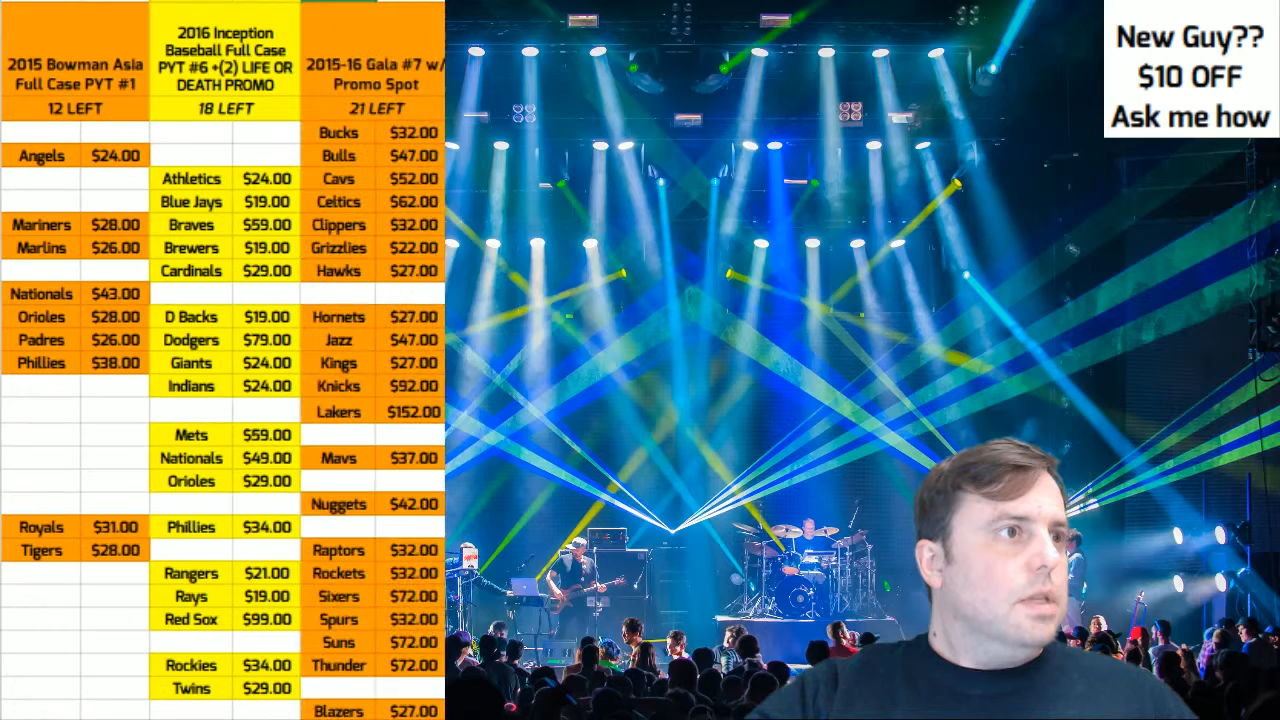 2015 Bowman Asia
Full Case PYT #1
12 LEFT
Angels $24.00
Mariners $28.00
Marlins $26.00
Nationals $43.00
Orioles $28.00
Padres $26.00
Phillies $38.00
Royals $31.00
Tigers $28.00
2016 Inception
Baseball Full Case
PYT #6 +(2) LIFE OR
DEATH PROMO
18 LEFT
Athletics $24.00
Blue Jays $19.00
Braves $59.00
Brewers $19.00
Cardinals $29.00
D Backs $19.00
Dodgers $79.00
Giants $24.00
Indians $24.00
Mets $59.00
Nationals $49.00
Orioles $29.00
Phillies $34.00
Rangers $21.00
Rays $19.00
Red Sox $99.00
Rockies $34.00
Twins $29.00
2015-16 Gala #7 w/
Promo Spot
21 LEFT
Bucks $32.00
Bulls $47.00
Cavs $52.00
Celtics $62.00
Clippers $32.00
Grizzlies $22.00
Hawks $27.00
Hornets $27.00
Jazz $47.00
Kings $27.00
Knicks $92.00
Lakers $152.00
Mavs $37.00
Nuggets $42.00
Raptors $32.00
Rockets $32.00
Sixers $72.00
Spurs $32.00
Suns $72.00
Thunder $72.00
Blazers $27.00
New Guy??
$10 OFF
Ask me how